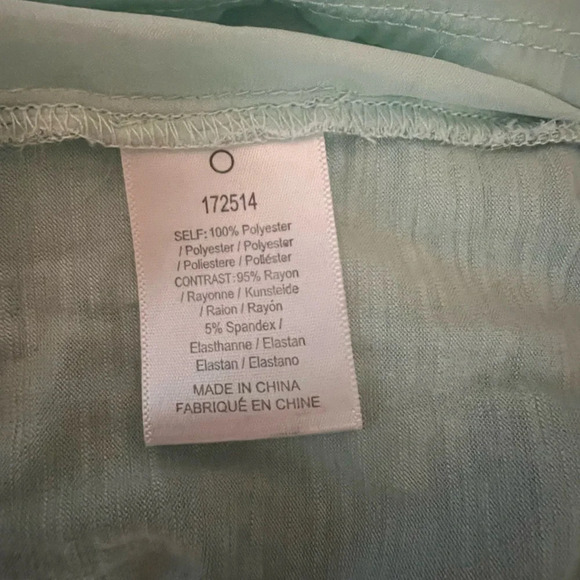 172514
SELF: 100% Polyester
/ Polyester / Polyester
/ Poliestere / Poliéster
CONTRAST: 95% Rayon
/ Rayonne / Kunsteide
/ Raion / Rayón
5% Spandex /
Elasthanne / Elastan
Elastan / Elastano
MADE IN CHINA
FABRIQUÉ EN CHINE